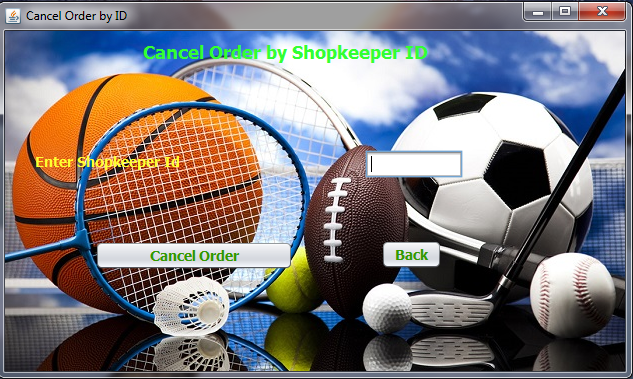 Cancel Order by ID
Cancel Order by Shopkeeper ID
Enter Shopkeeper Id
Cancel Order
Back